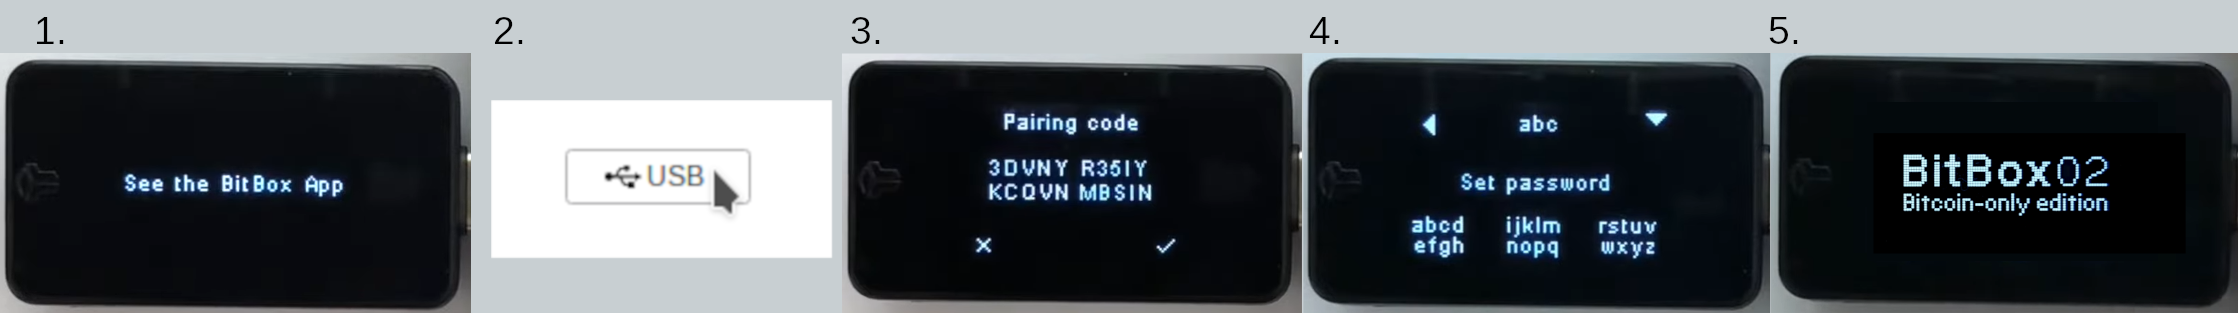 1.
2.
3.
4.
5.
See the BitBox App
USB
Pairing code
3DVNY R35IY
KCQVN MBSIN
abc
Set password
abcd ijklm rstuv
efgh nopq wxyz
BitBox02
Bitcoin-only edition